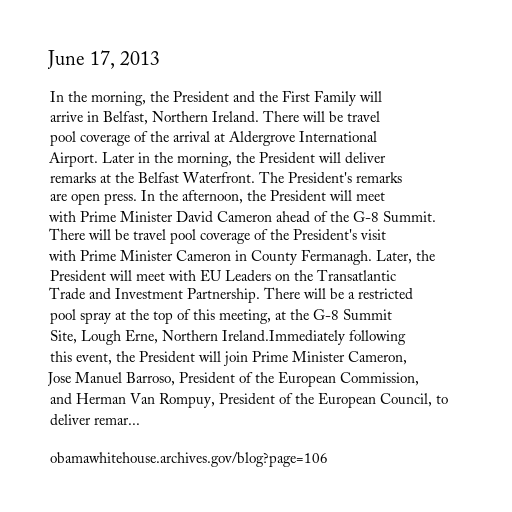 June 17, 2013
In the morning, the President and the First Family will
arrive in Belfast, Northern Ireland. There will be travel
pool coverage of the arrival at Aldergrove International
Airport. Later in the morning, the President will deliver
remarks at the Belfast Waterfront. The President's remarks
are open press. In the afternoon, the President will meet
with Prime Minister David Cameron ahead of the G-8 Summit.
There will be travel pool coverage of the President's visit
with Prime Minister Cameron in County Fermanagh. Later, the
President will meet with EU Leaders on the Transatlantic
Trade and Investment Partnership. There will be a restricted
pool spray at the top of this meeting, at the G-8 Summit
Site, Lough Erne, Northern Ireland.Immediately following
this event, the President will join Prime Minister Cameron,
Jose Manuel Barroso, President of the European Commission,
and Herman Van Rompuy, President of the European Council, to
deliver remar...
obamawhitehouse.archives.gov/blog?page=106